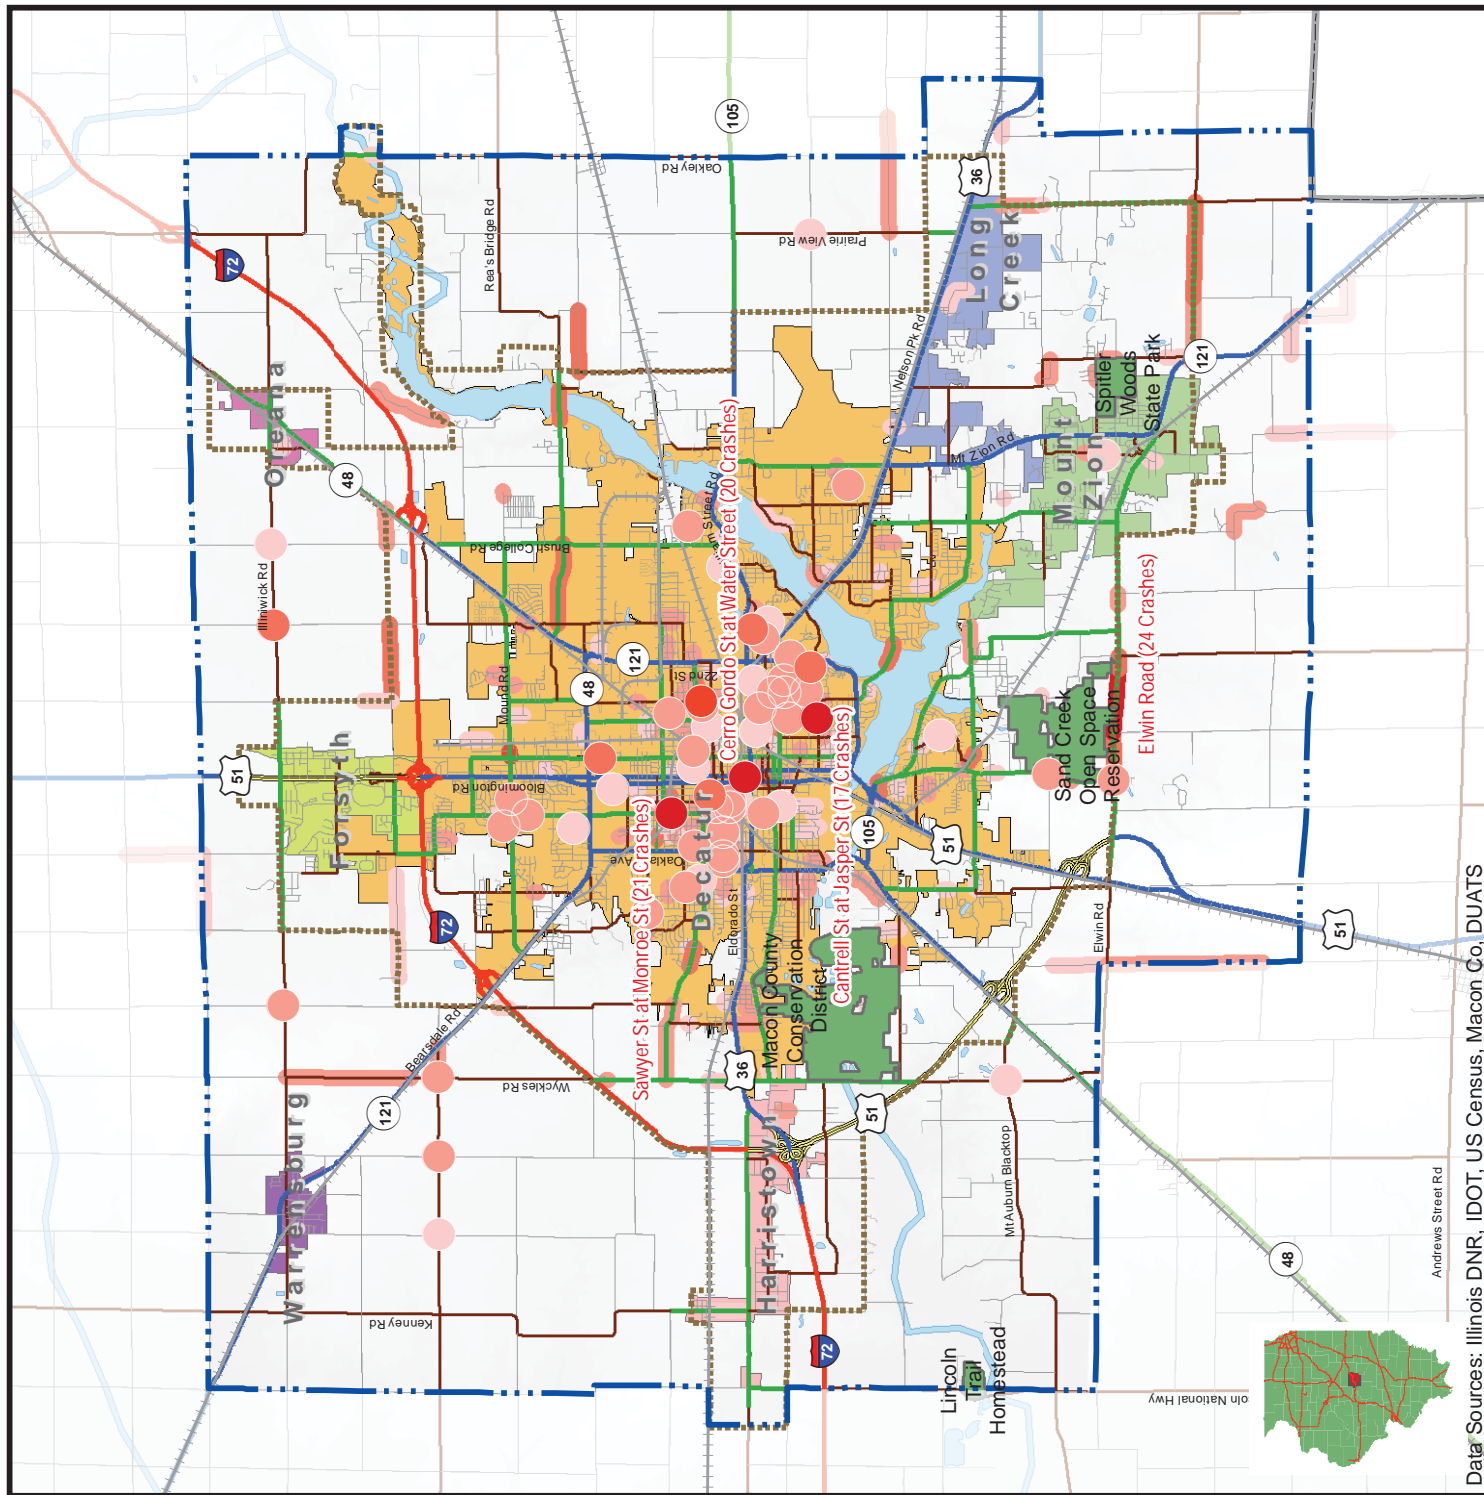 72
Oreana
48
Illiniwick Rd
51
Forsyth
72
Bearsdale Rd
121
Warrensburg
Kenney Rd
Rea's Bridge Rd
Brush College Rd
Mound Rd
48
121
Bloomington Rd
Wyckles Rd
105
Oakley Rd
Prairie View Rd
22nd St
Cerro Gordo St at Water Street (20 Crashes)
Sawyer St at Monroe St (21 Crashes)
Decatur
Eldorado St
Cantrell St at Jasper St (17 Crashes)
Macon County
Conservation
District
36
Harristown
72
51
36
Long
Creek
Nelson Pk Rd
Mt Zion Rd
Mount
Zion
Spitler
Woods
State Park
121
Elwin Road (24 Crashes)
Sand Creek
Open Space
Reservation
105
51
Elwin Rd
51
Mt Auburn Blacktop
Lincoln
Trail
Homestead
48
Andrews Street Rd
oln National Hwy
Data Sources: Illinois DNR, IDOT, US Census, Macon Co, DUATS